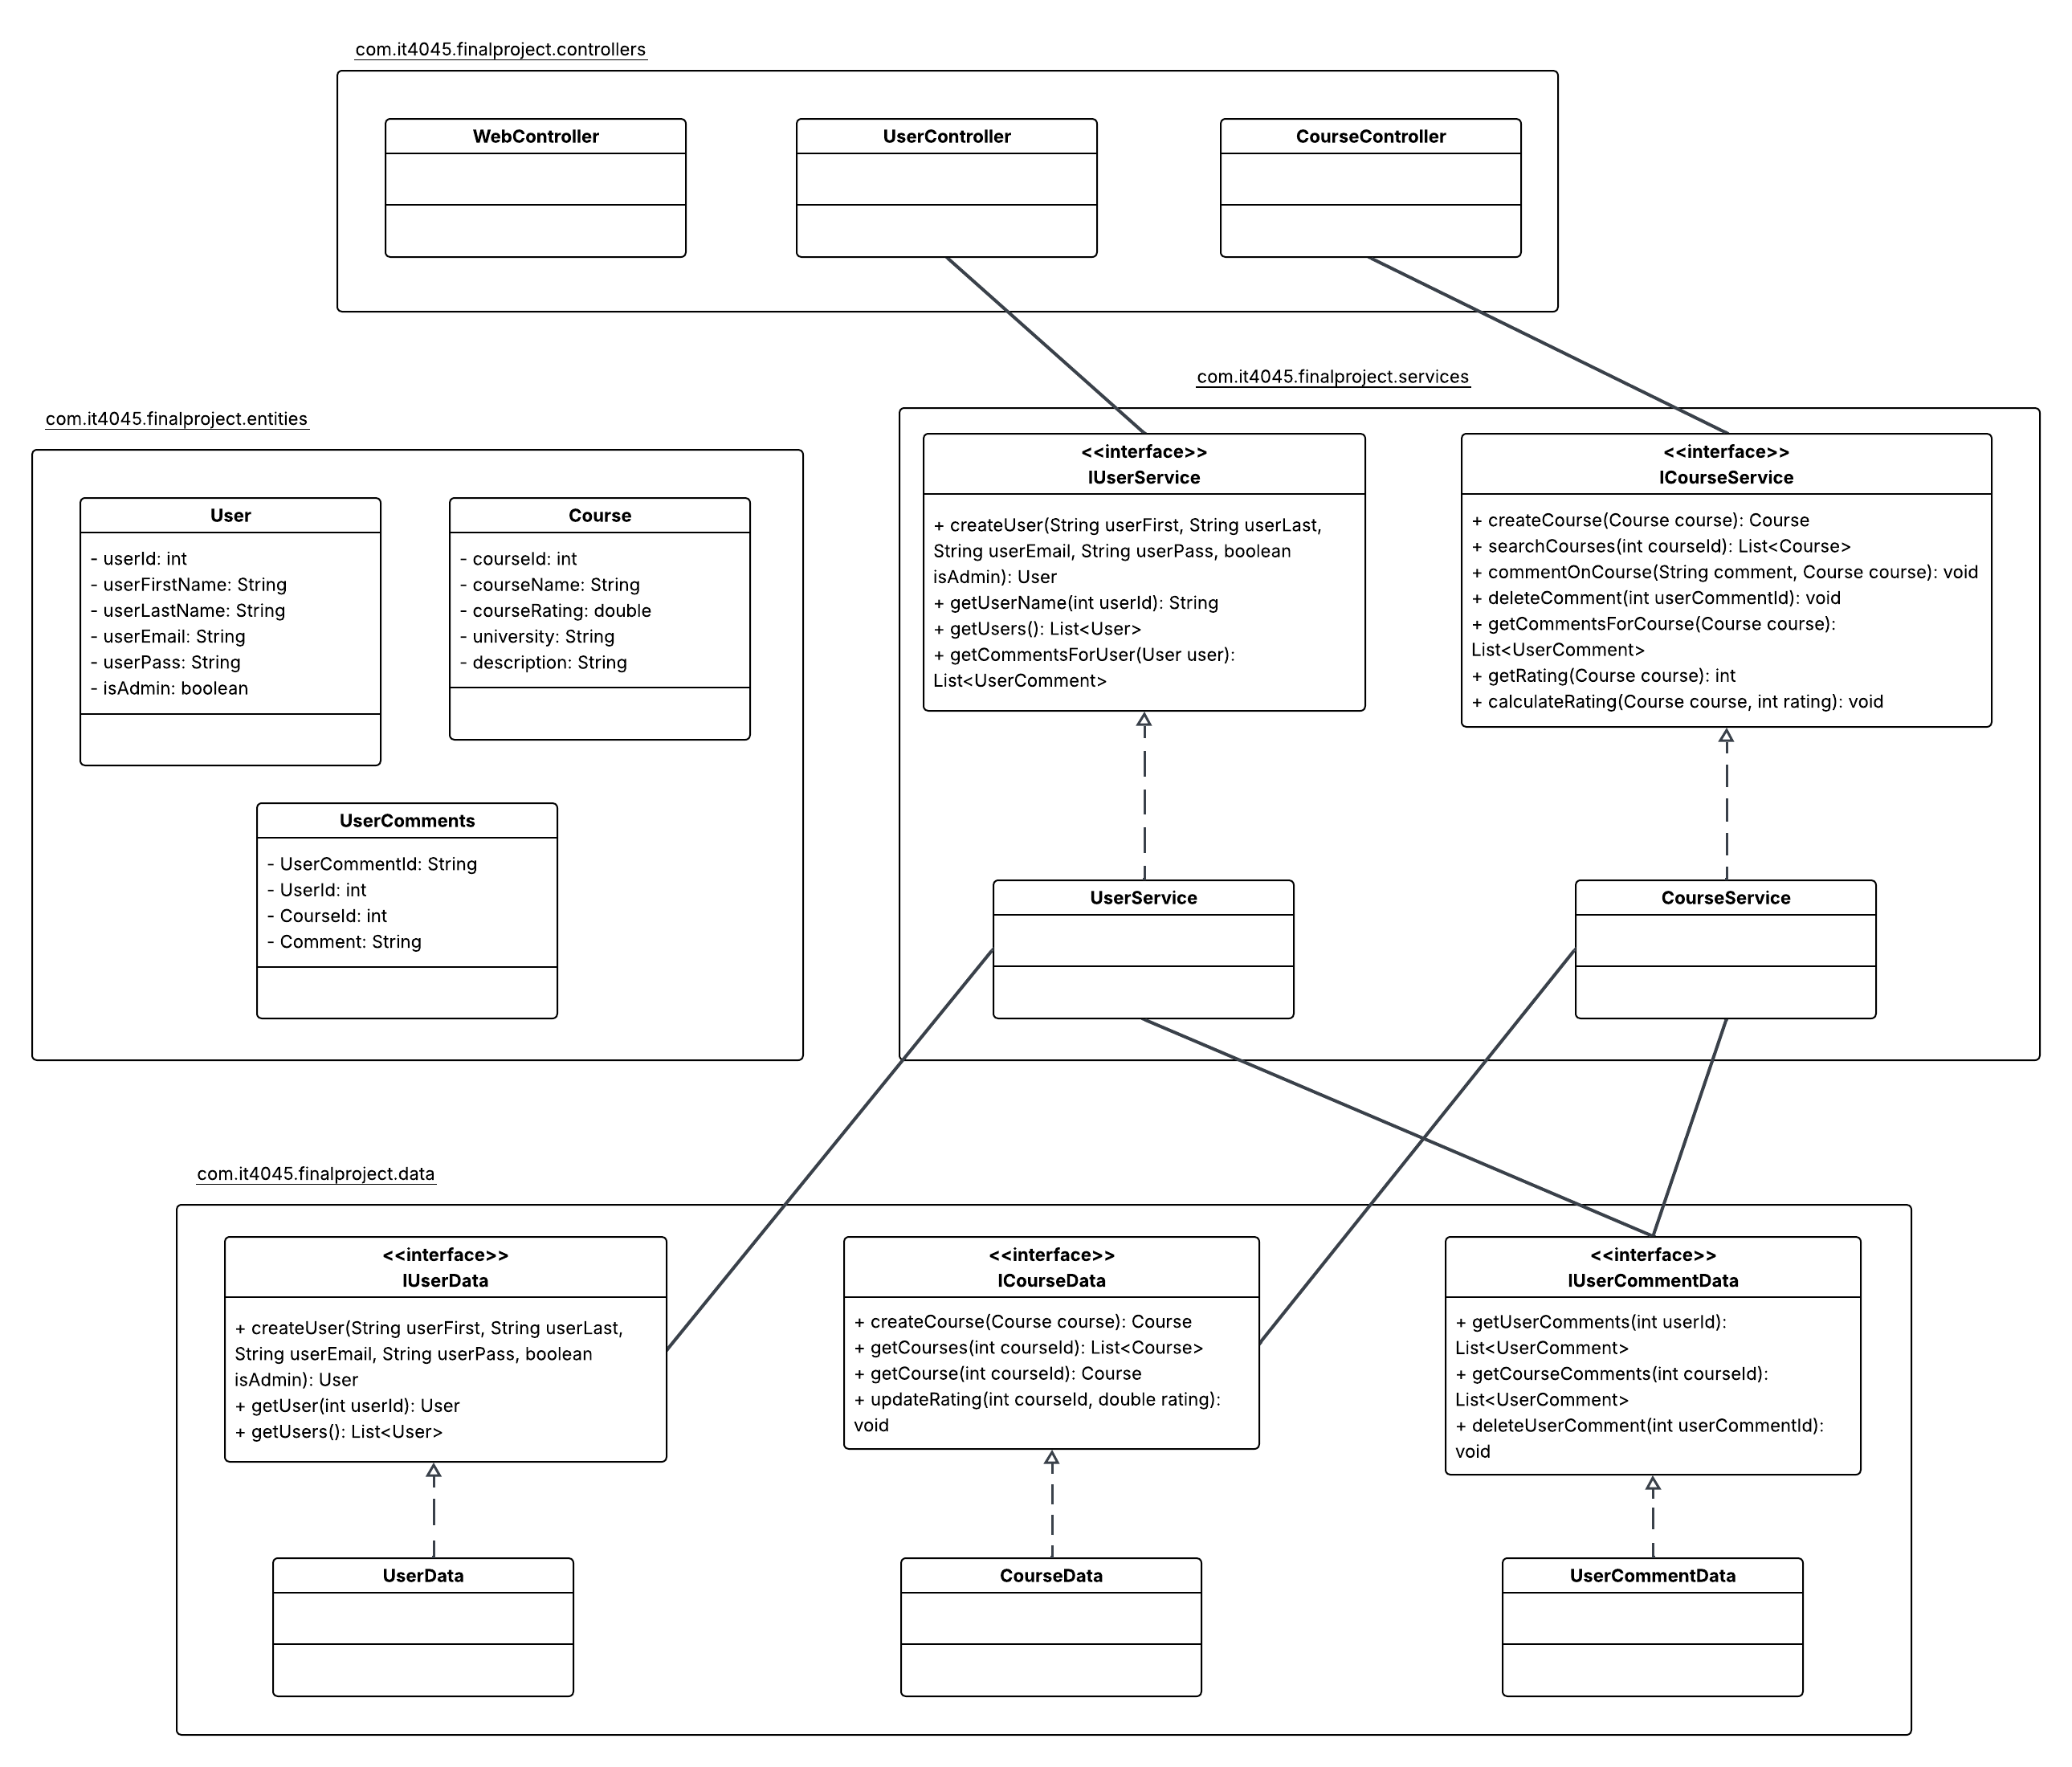 com.it4045.finalproject.controllers
WebController
UserController
CourseController
com.it4045.finalproject.services
com.it4045.finalproject.entities
User
- userId: int
- userFirstName: String
- userLastName: String
- userEmail: String
- userPass: String
- isAdmin: boolean
Course
- courseId: int
- courseName: String
- courseRating: double
- university: String
- description: String
UserComments
- UserCommentId: String
- UserId: int
- CourseId: int
- Comment: String
<<interface>>
IUserService
+ createUser(String userFirst, String userLast,
String userEmail, String userPass, boolean
isAdmin): User
+ getUserName(int userId): String
+ getUsers(): List<User>
+ getCommentsForUser(User user):
List<UserComment>
<<interface>>
ICourseService
+ createCourse(Course course): Course
+ searchCourses(int courseId): List<Course>
+ commentOnCourse(String comment, Course course): void
+ deleteComment(int userCommentId): void
+ getCommentsForCourse(Course course):
List<UserComment>
+ getRating(Course course): int
+ calculateRating(Course course, int rating): void
UserService
CourseService
com.it4045.finalproject.data
<<interface>>
IUserData
+ createUser(String userFirst, String userLast,
String userEmail, String userPass, boolean
isAdmin): User
+ getUser(int userId): User
+ getUsers(): List<User>
<<interface>>
ICourseData
+ createCourse(Course course): Course
+ getCourses(int courseId): List<Course>
+ getCourse(int courseId): Course
+ updateRating(int courseId, double rating):
void
<<interface>>
IUserCommentData
+ getUserComments(int userId):
List<UserComment>
+ getCourseComments(int courseId):
List<UserComment>
+ deleteUserComment(int userCommentId):
void
UserData
CourseData
UserCommentData